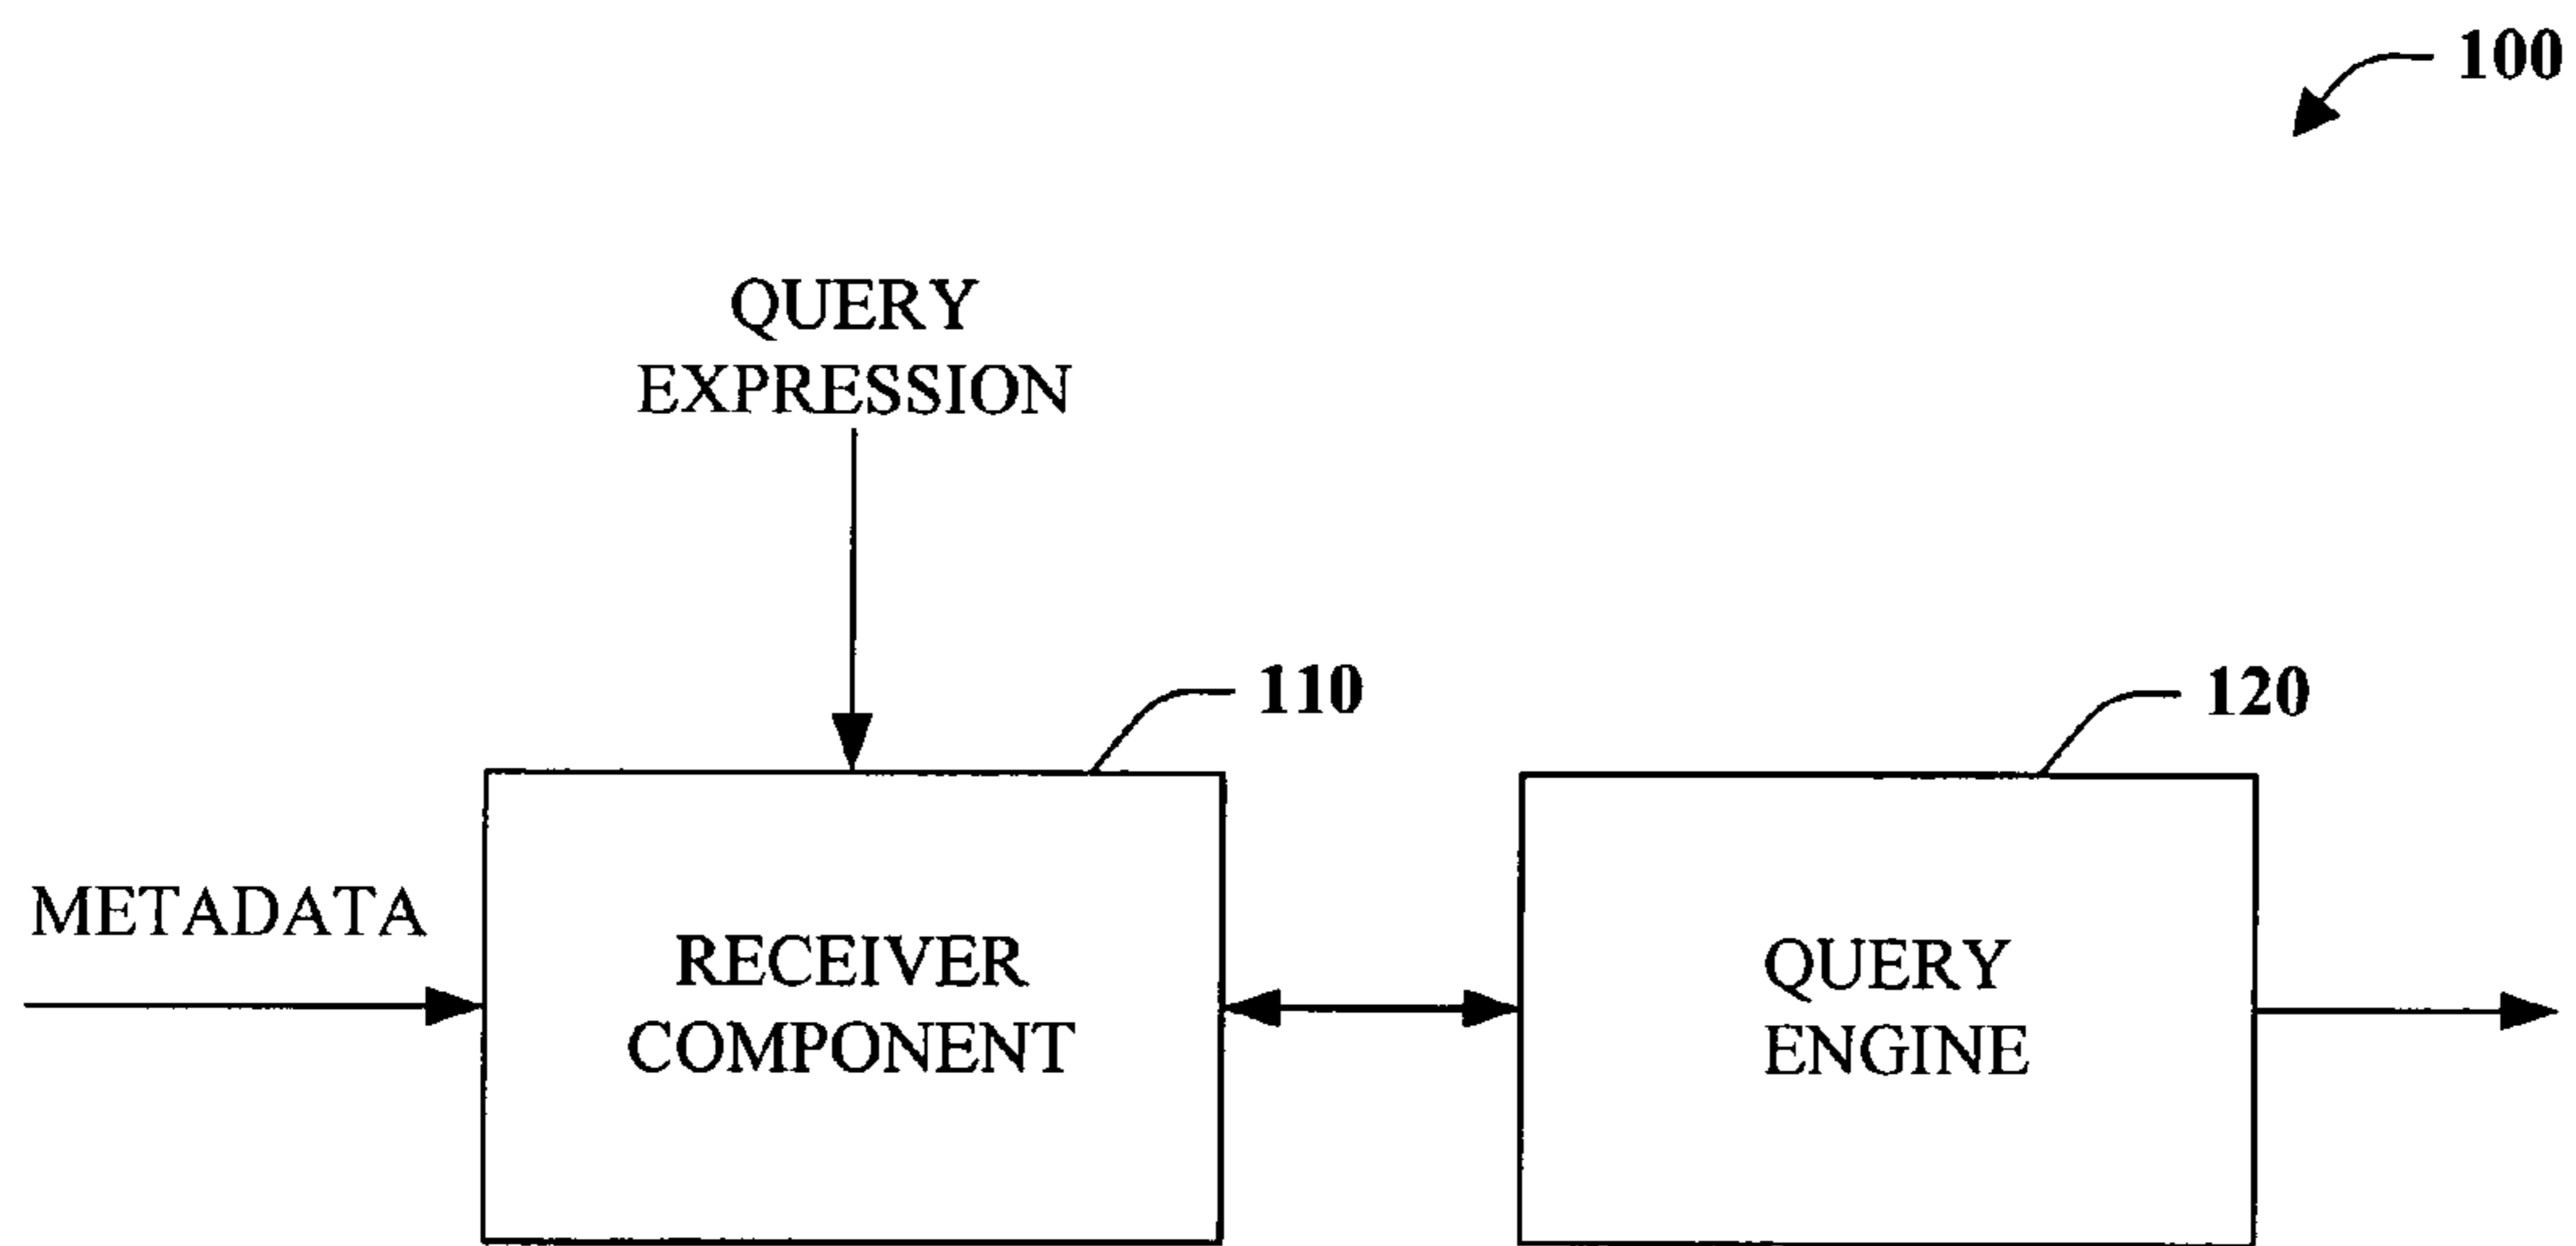 100
QUERY
EXPRESSION
110
120
METADATA
RECEIVER
COMPONENT
QUERY
ENGINE